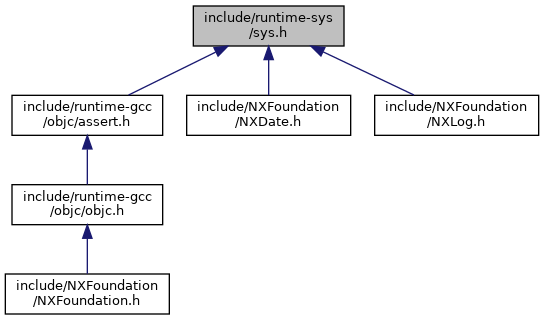 include/runtime-sys
/sys.h
include/runtime-gcc
/objc/assert.h
include/NXFoundation
/NXDate.h
include/NXFoundation
/NXLog.h
include/runtime-gcc
/objc/objc.h
include/NXFoundation
/NXFoundation.h